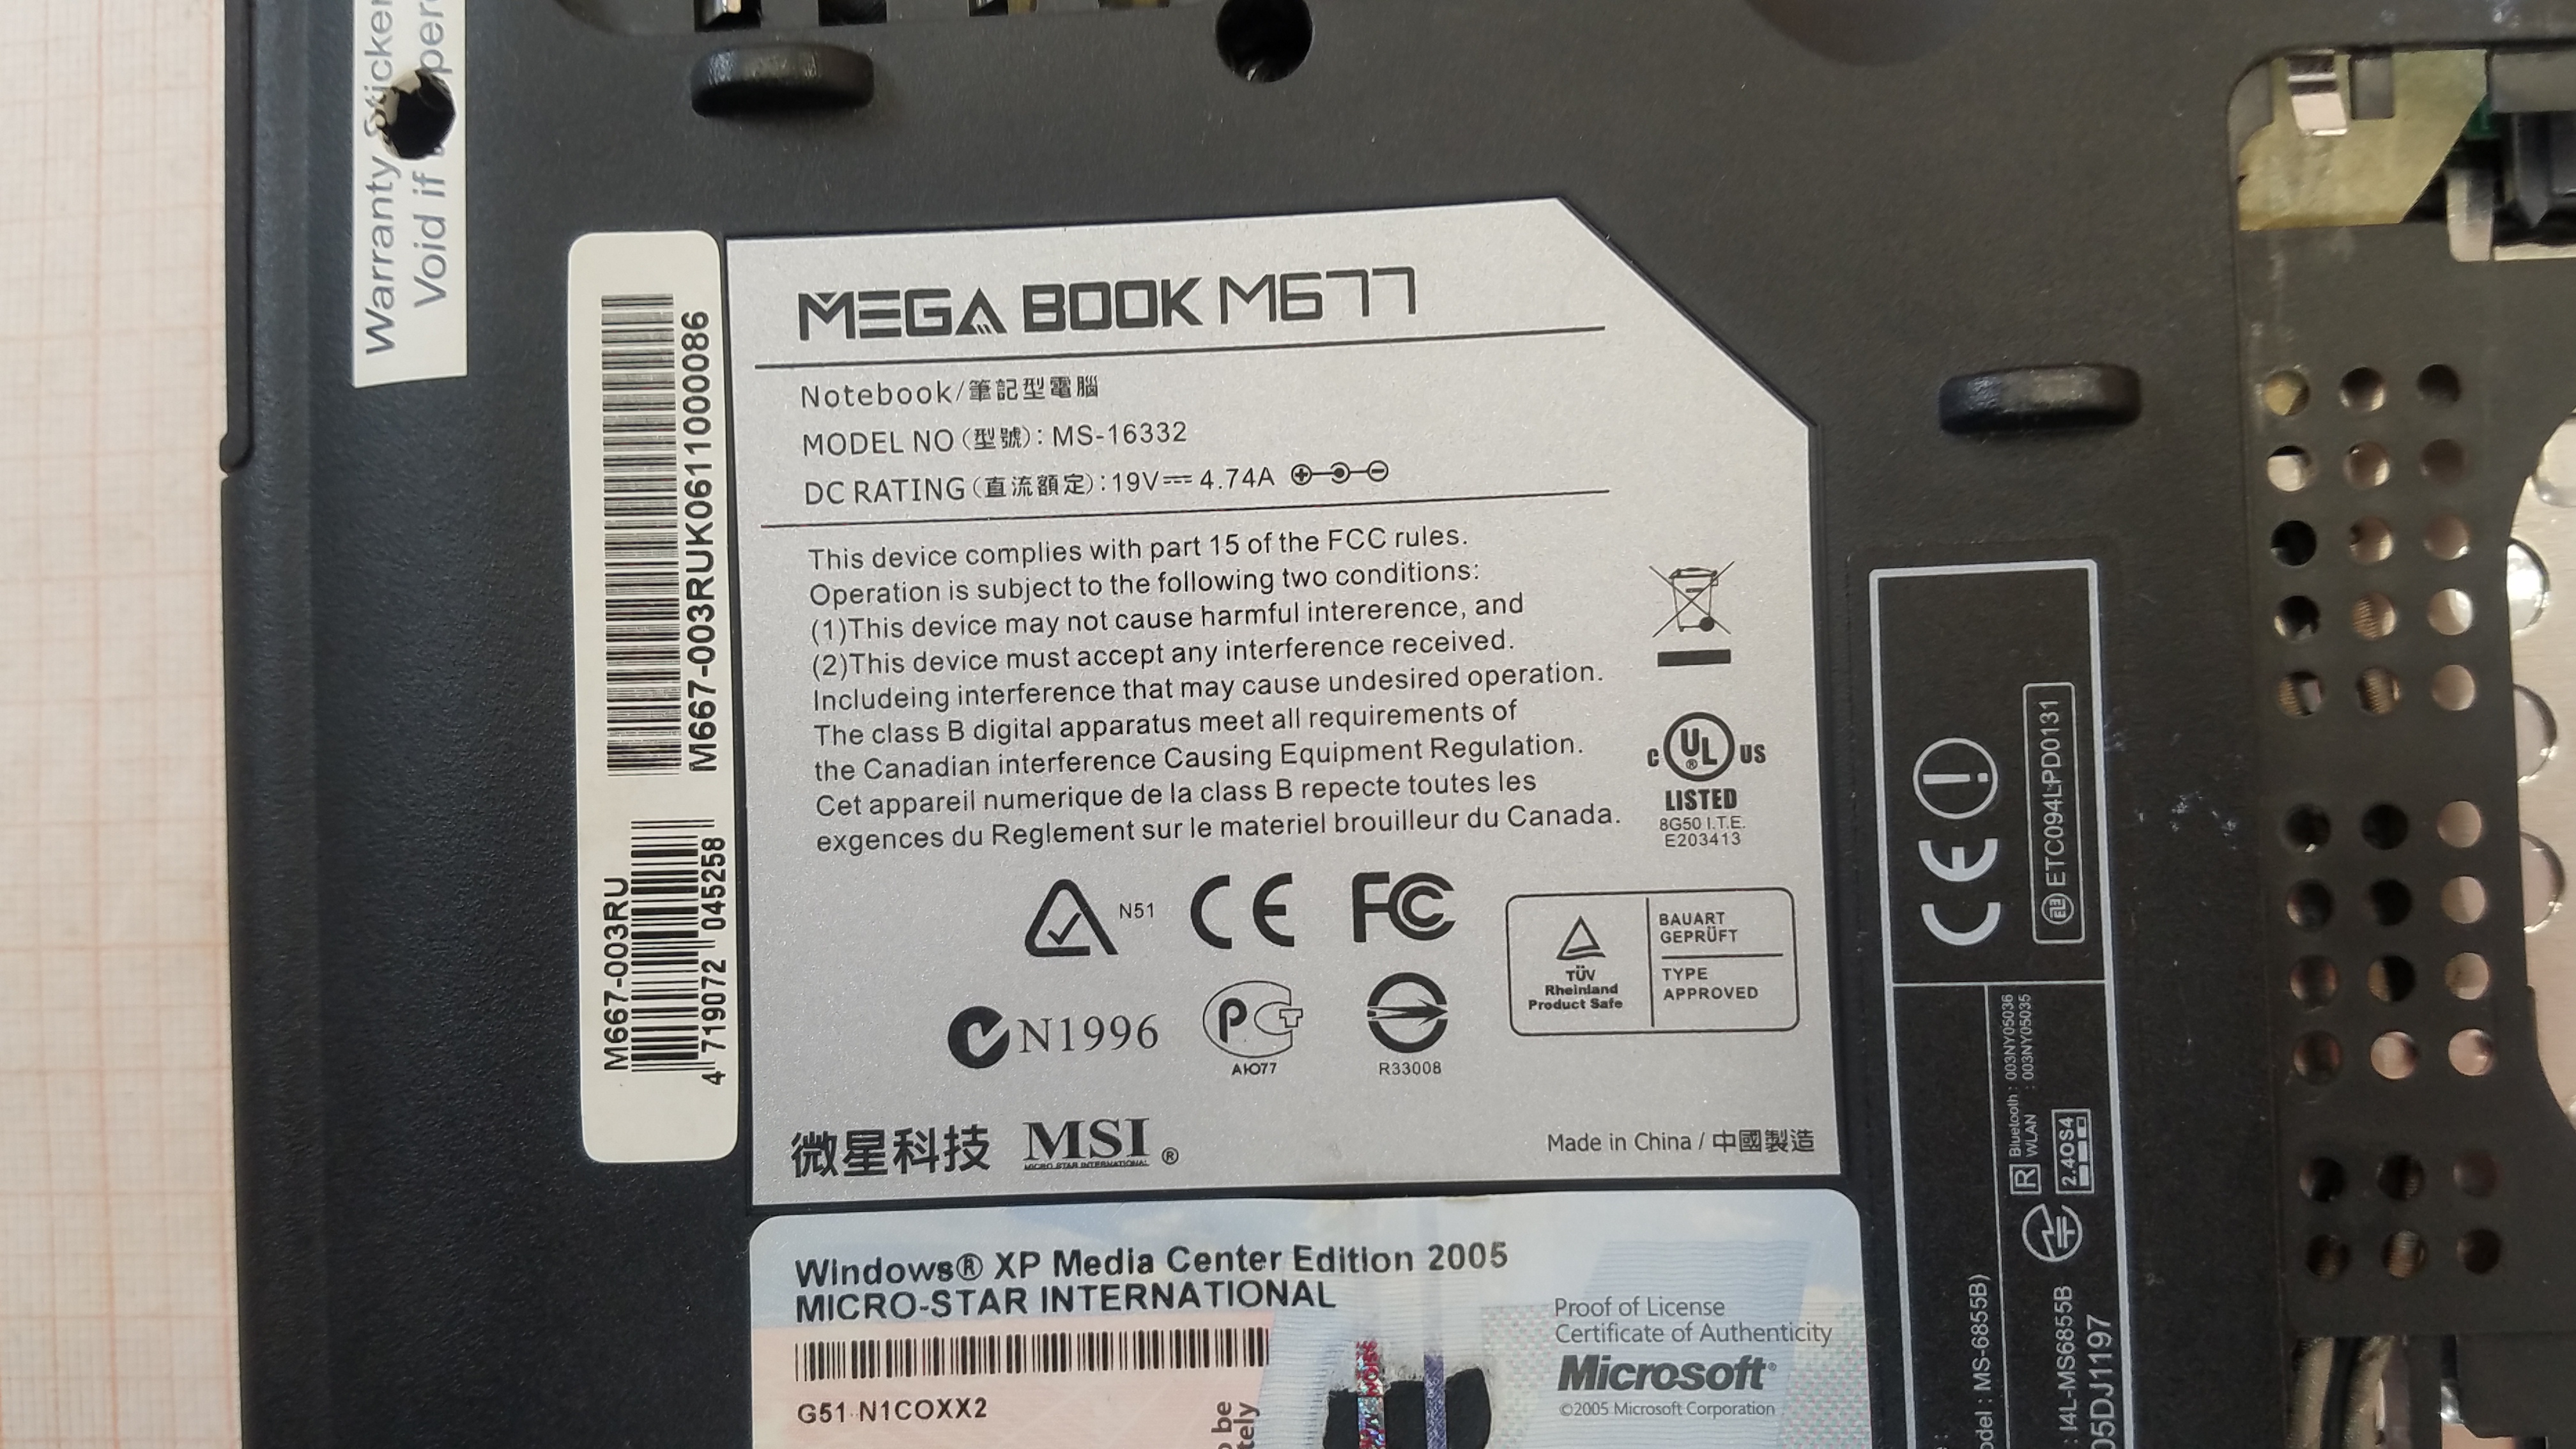 Warranty Sticker
Void if
M667-003RUK0611000086
M667-003RU
4 719072 045258
MEGA BOOK M677
Notebook/筆記型電腦
MODEL NO(型號): MS-16332
DC RATING(直流額定):19V⎓ 4.74A
This device complies with part 15 of the FCC rules.
Operation is subject to the following two conditions:
(1)This device may not cause harmful intererence, and
(2)This device must accept any interference received.
Includeing interference that may cause undesired operation.
The class B digital apparatus meet all requirements of
the Canadian interference Causing Equipment Regulation.
Cet appareil numerique de la class B repecte toutes les
exgences du Reglement sur le materiel brouilleur du Canada.
C UL US
®
LISTED
8G50 I.T.E.
E203413
N51
CE
FC
N1996
PG
AЮ77
R33008
TÜV
Rheinland
Product Safe
BAUART
GEPRÜFT
TYPE
APPROVED
微星科技 MSI ®
MICRO STAR INTERNATIONAL
Made in China / 中國製造
Windows® XP Media Center Edition 2005
MICRO-STAR INTERNATIONAL
G51 N1COXX2
be
tely
Proof of License
Certificate of Authenticity
Microsoft®
©2005 Microsoft Corporation
CE
ETC094LPD0131
R
Bluetooth : 003NY05036
WLAN : 003NY05035
2.4OS4
: MS-6855B)
: I4L-MS6855B
05DJ1197